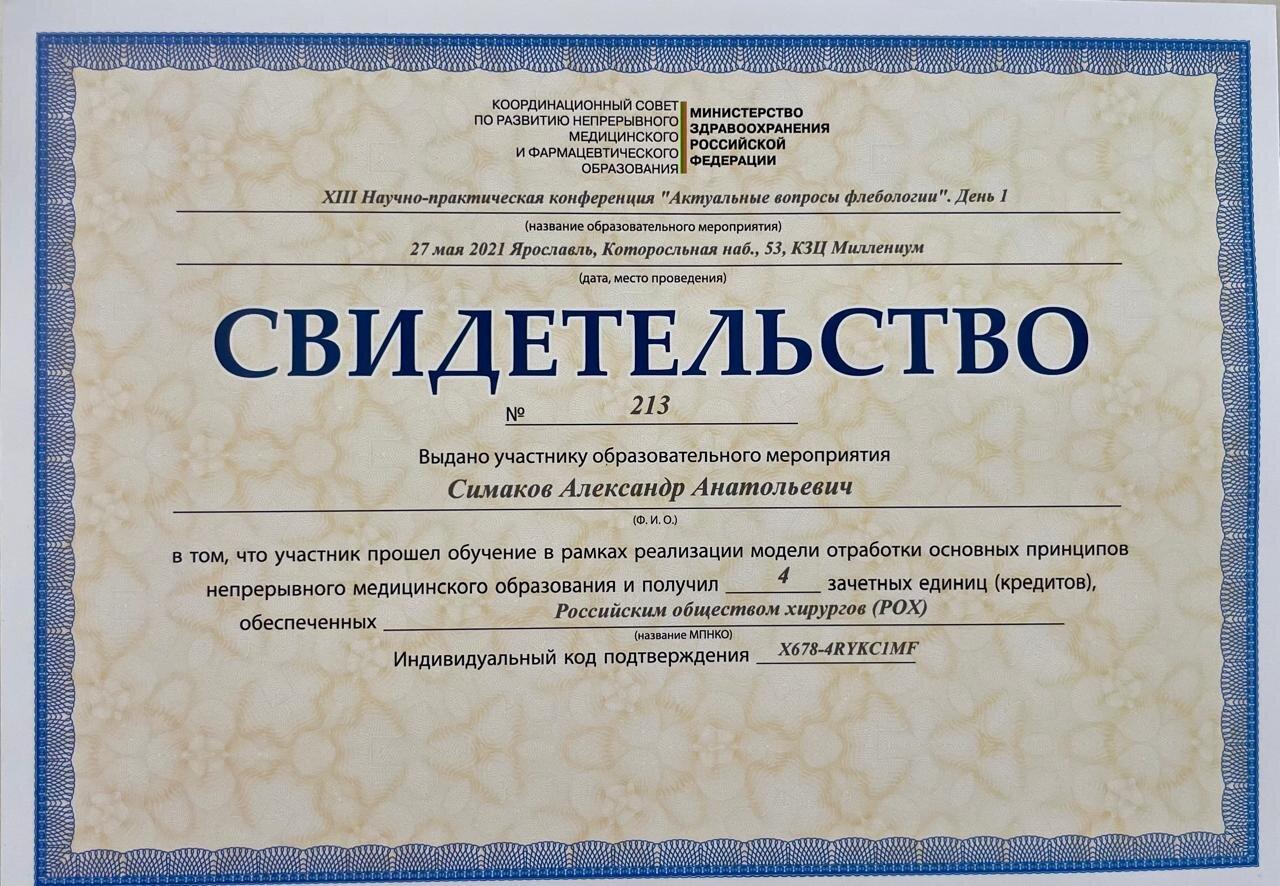 КООРДИНАЦИОННЫЙ СОВЕТ
ПО РАЗВИТИЮ НЕПРЕРЫВНОГО
МЕДИЦИНСКОГО
И ФАРМАЦЕВТИЧЕСКОГО
ОБРАЗОВАНИЯ
МИНИСТЕРСТВО
ЗДРАВООХРАНЕНИЯ
РОССИЙСКОЙ
ФЕДЕРАЦИИ
XIII Научно-практическая конференция "Актуальные вопросы флебологии". День 1
(название образовательного мероприятия)
27 мая 2021 Ярославль, Которосльная наб., 53, КЗЦ Миллениум
(дата, место проведения)
СВИДЕТЕЛЬСТВО
№ 213
Выдано участнику образовательного мероприятия
Симаков Александр Анатольевич
(Ф. И. О.)
в том, что участник прошел обучение в рамках реализации модели отработки основных принципов
непрерывного медицинского образования и получил 4 зачетных единиц (кредитов),
обеспеченных Российским обществом хирургов (РОХ)
(название МПНКО)
Индивидуальный код подтверждения X678-4RYKC1MF